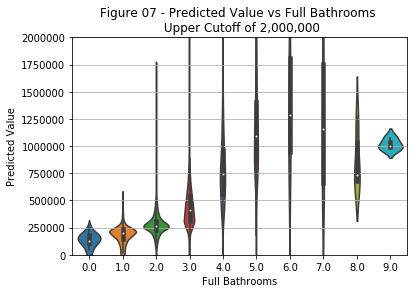 Figure 07 - Predicted Value vs Full Bathrooms
Upper Cutoff of 2,000,000
2000000
1750000
1500000
1250000
1000000
750000
500000
250000
0
Predicted Value
0.0 1.0 2.0 3.0 4.0 5.0 6.0 7.0 8.0 9.0
Full Bathrooms